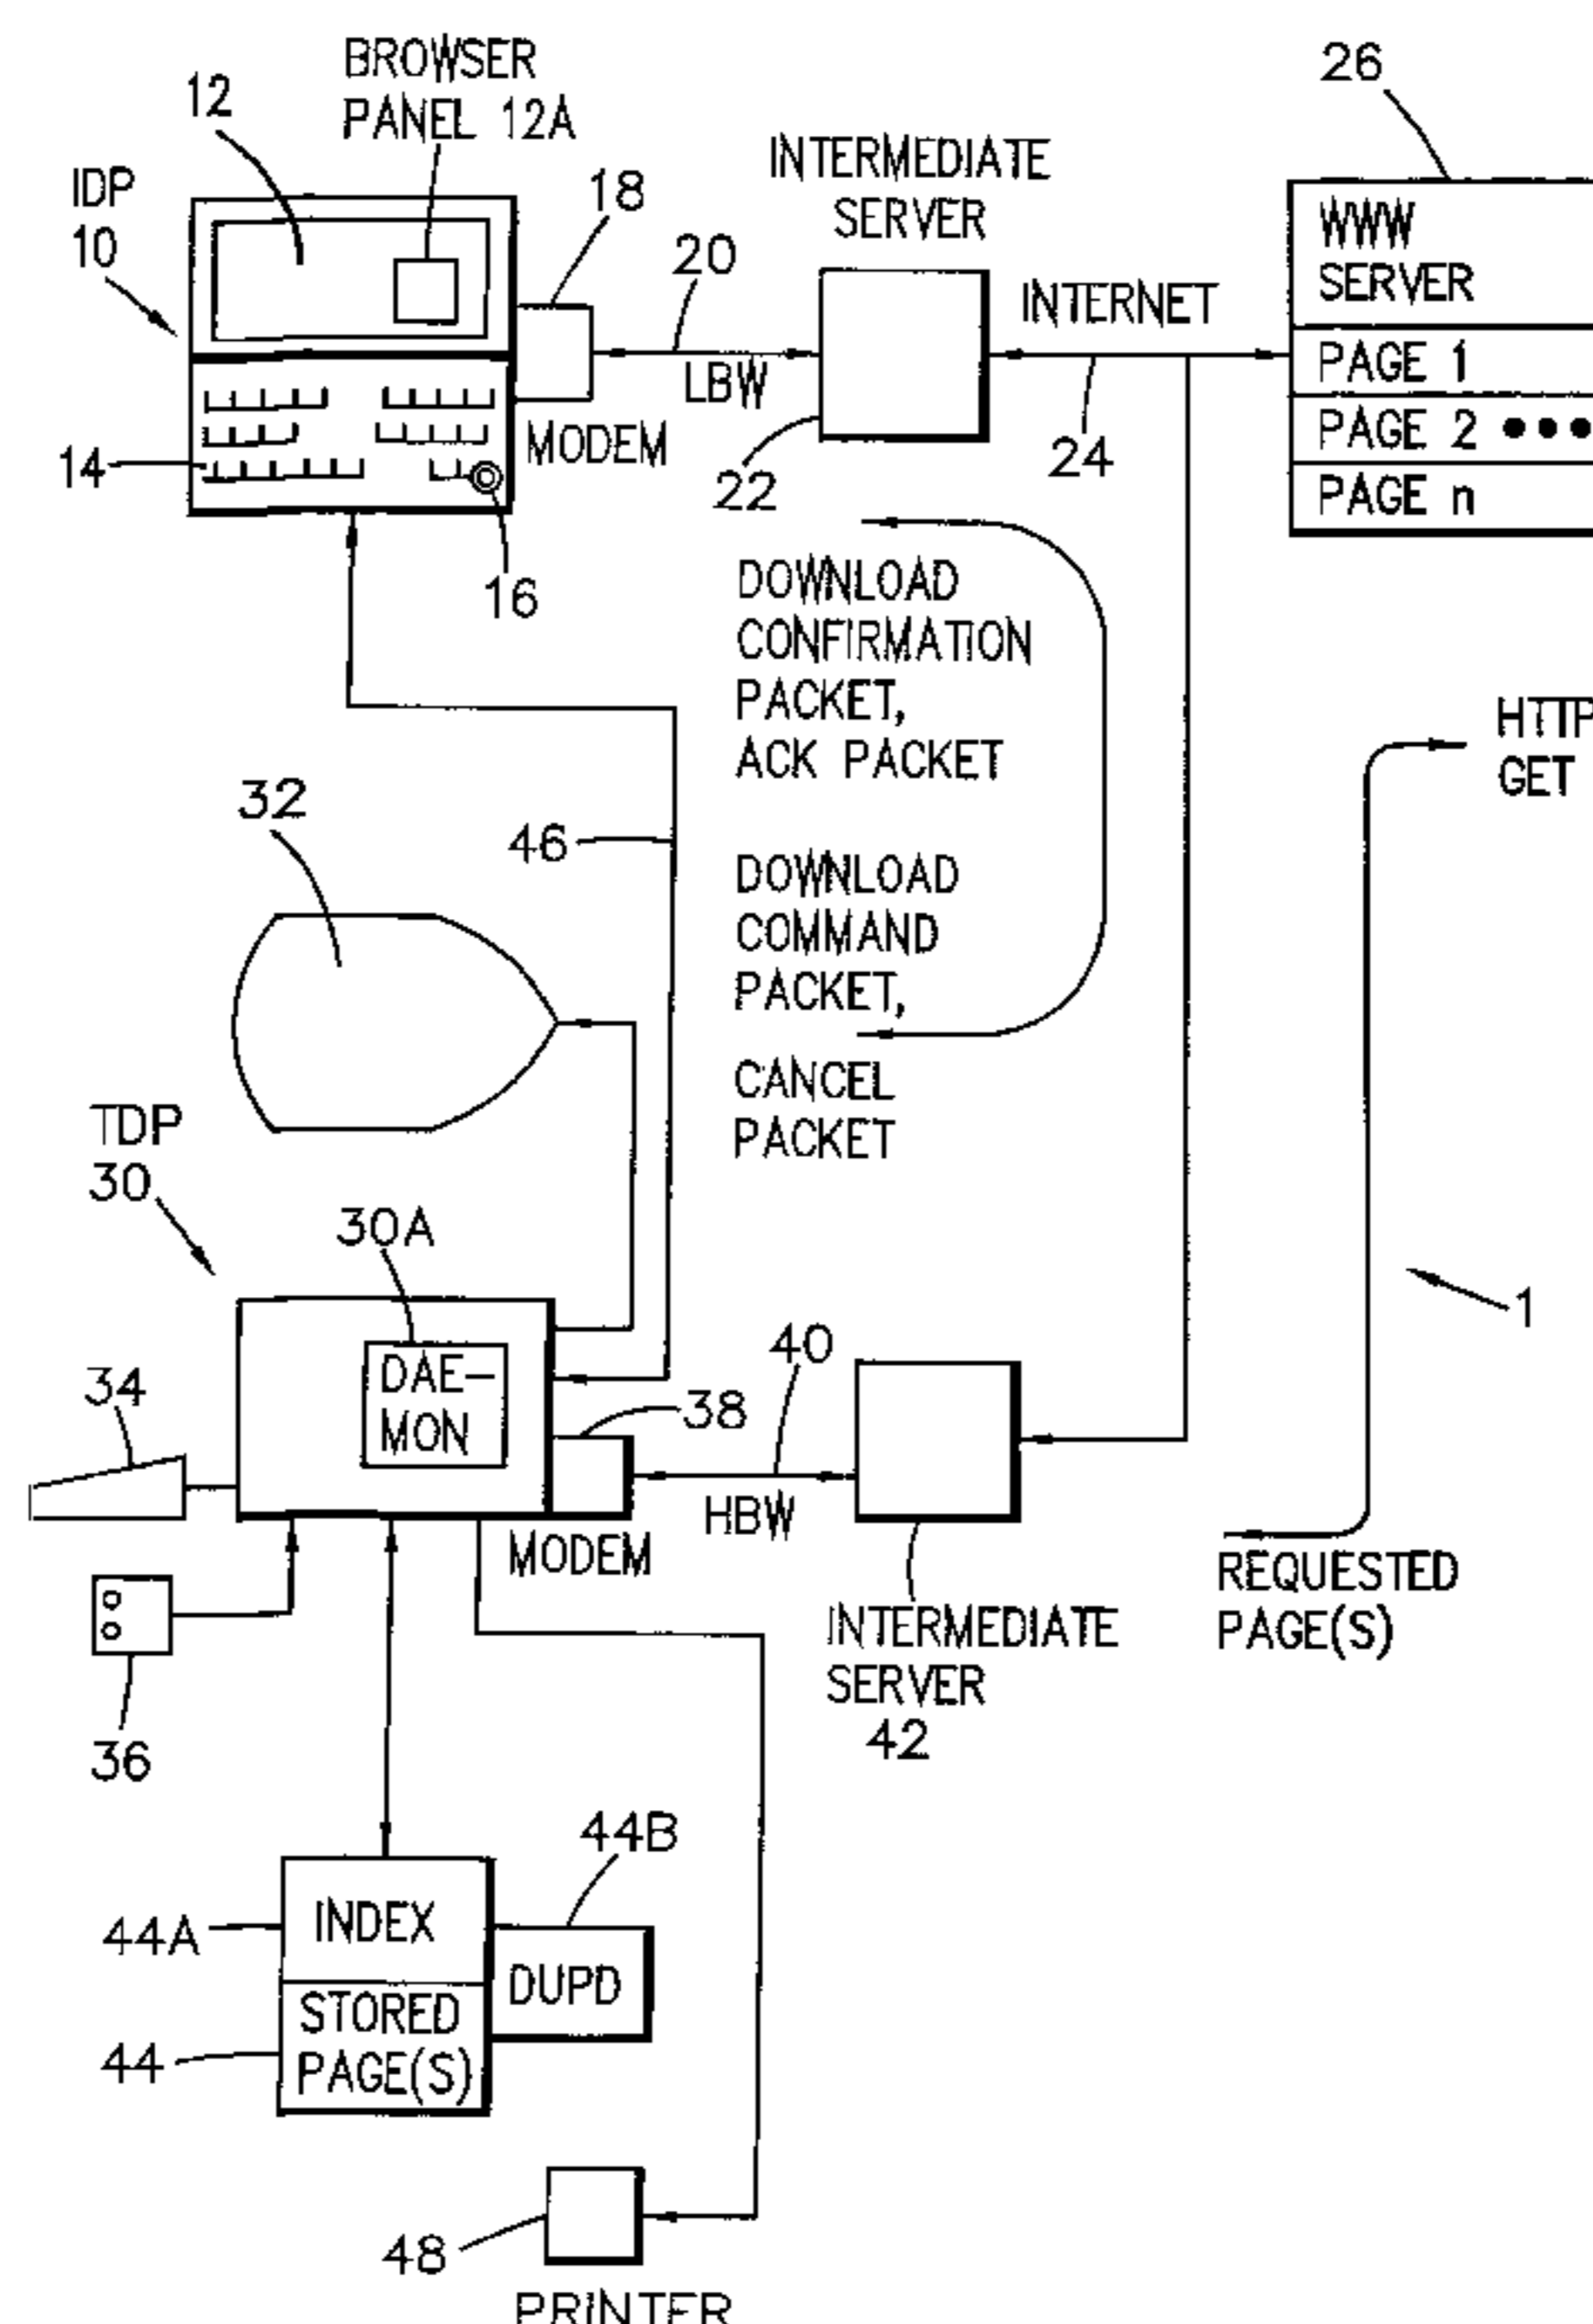 BROWSER
PANEL 12A
12
IDP
10
18
INTERMEDIATE
SERVER
20
26
WWW
SERVER
INTERNET
LBW
PAGE 1
PAGE 2 •••
PAGE n
MODEM
14
22
24
16
DOWNLOAD
CONFIRMATION
PACKET,
ACK PACKET
HTTP
GET
32
46
DOWNLOAD
COMMAND
PACKET,
CANCEL
PACKET
TDP
30
30A
DAE-
MON
34
38
40
1
HBW
MODEM
REQUESTED
PAGE(S)
INTERMEDIATE
SERVER
42
36
44B
44A
INDEX
DUPD
STORED
PAGE(S)
44
48
PRINTER